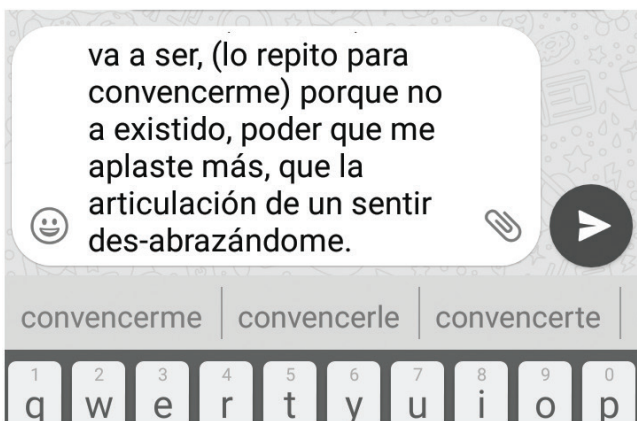 va a ser, (lo repito para
convencerme) porque no
a existido, poder que me
aplaste más, que la
articulación de un sentir
des-abrazándome.
convencerme convencerle convencerte
1 2 3 4 5 6 7 8 9 0
q w e r t y u i o p